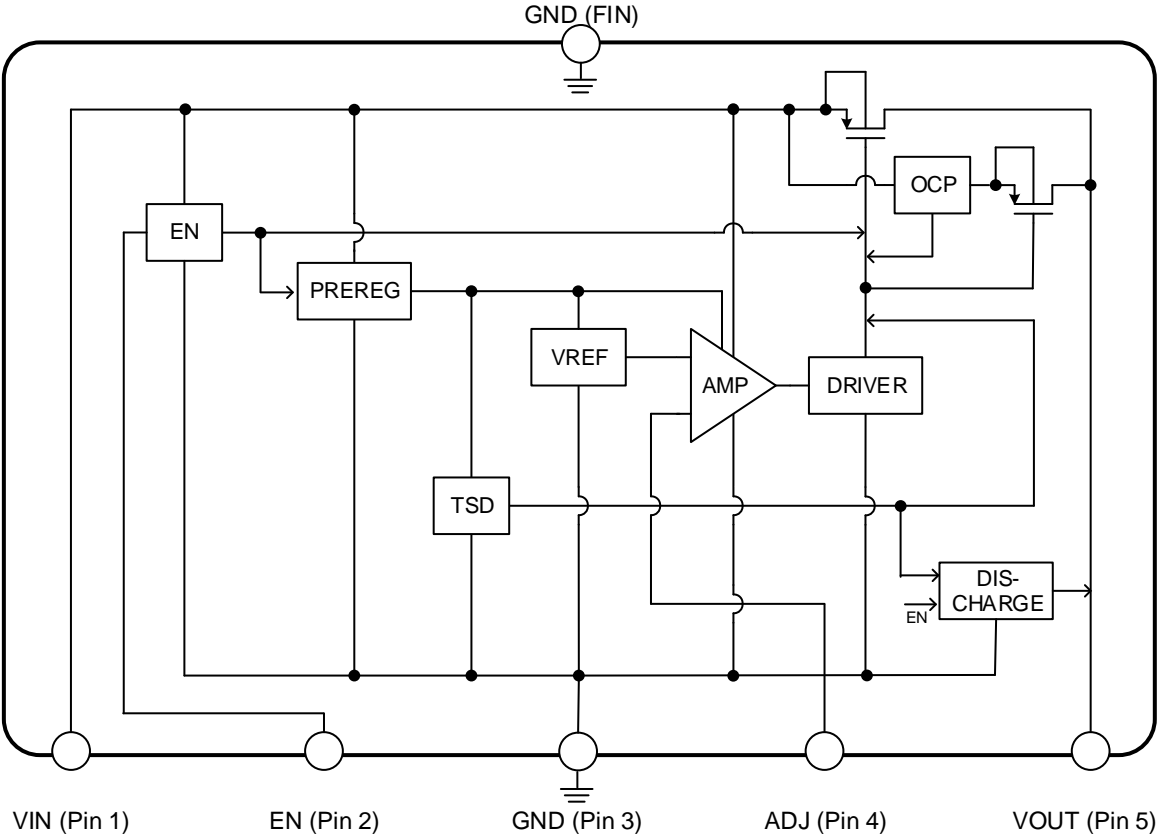 GND (FIN)
OCP
EN
PREREG
VREF
AMP
DRIVER
TSD
DIS-
CHARGE
EN
VIN (Pin 1)
EN (Pin 2)
GND (Pin 3)
ADJ (Pin 4)
VOUT (Pin 5)